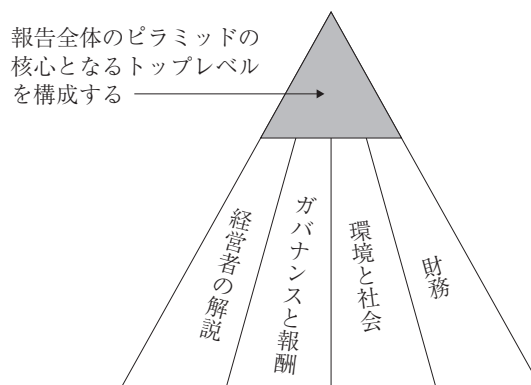 報告全体のピラミッドの
核心となるトップレベル
を構成する
経営者の解説
ガバナンスと報酬
環境と社会
財務